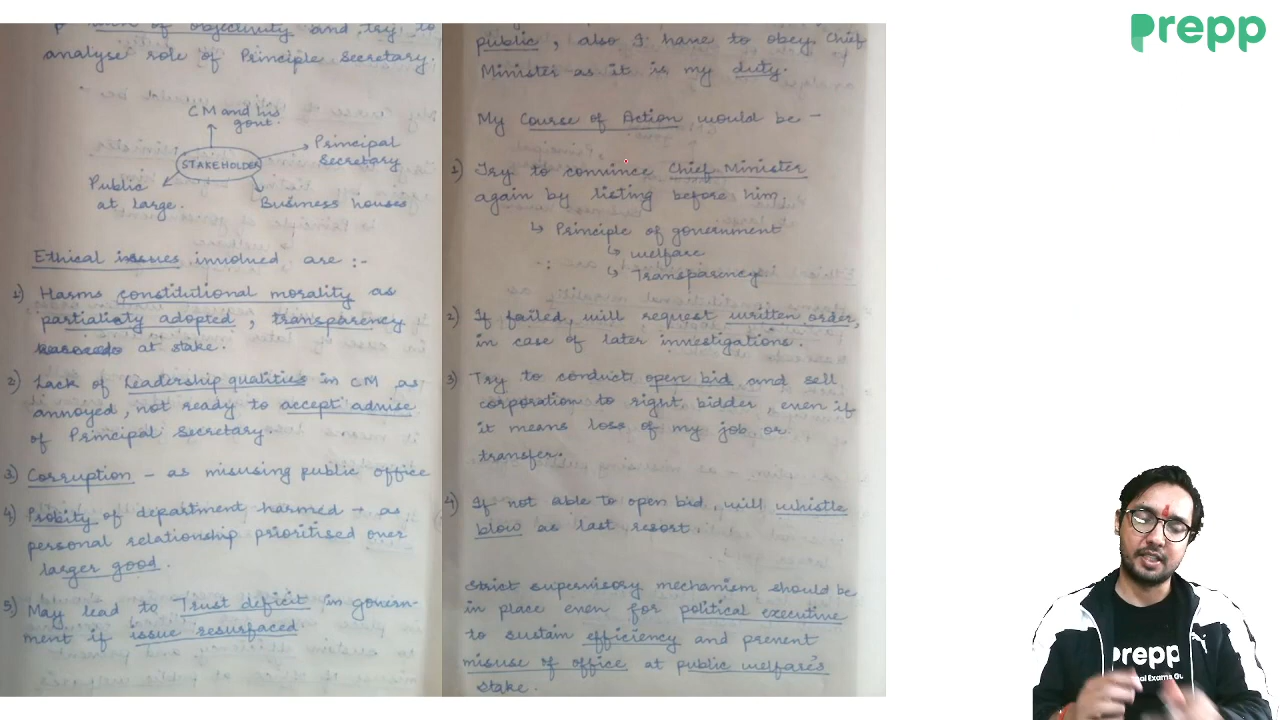 lack of objectivity and try to
analyse role of Principle Secretary.
CM and his
govt.
STAKEHOLDER
Principal
Secretary
Public
at large.
Business houses
Ethical issues involved are :-
1) Harms constitutional morality as
partiality adopted, transparency
at stake.
2) Lack of leadership qualities in CM as
annoyed, not ready to accept advise
of Principal Secretary.
3) Corruption - as misusing public office
4) Probity of department harmed - as
personal relationship prioritised over
larger good.
5) May lead to Trust deficit in govern-
ment if issue resurfaced
public, also I have to obey Chief
Minister as it is my duty.
My Course of Action would be -
1) Try to convince Chief Minister
again by listing before him.
↳ Principle of government
↳ welfare
↳ Transparency
2) If failed, will request written order,
in case of later investigations.
3) Try to conduct open bid and sell
corporation to right bidder, even if
it means loss of my job or
transfer.
4) If not able to open bid, will whistle
blow as last resort.
Strict supervisory mechanism should be
in place even for political executive
to sustain efficiency and prevent
misuse of office at public welfare's
stake.
prepp
prepp